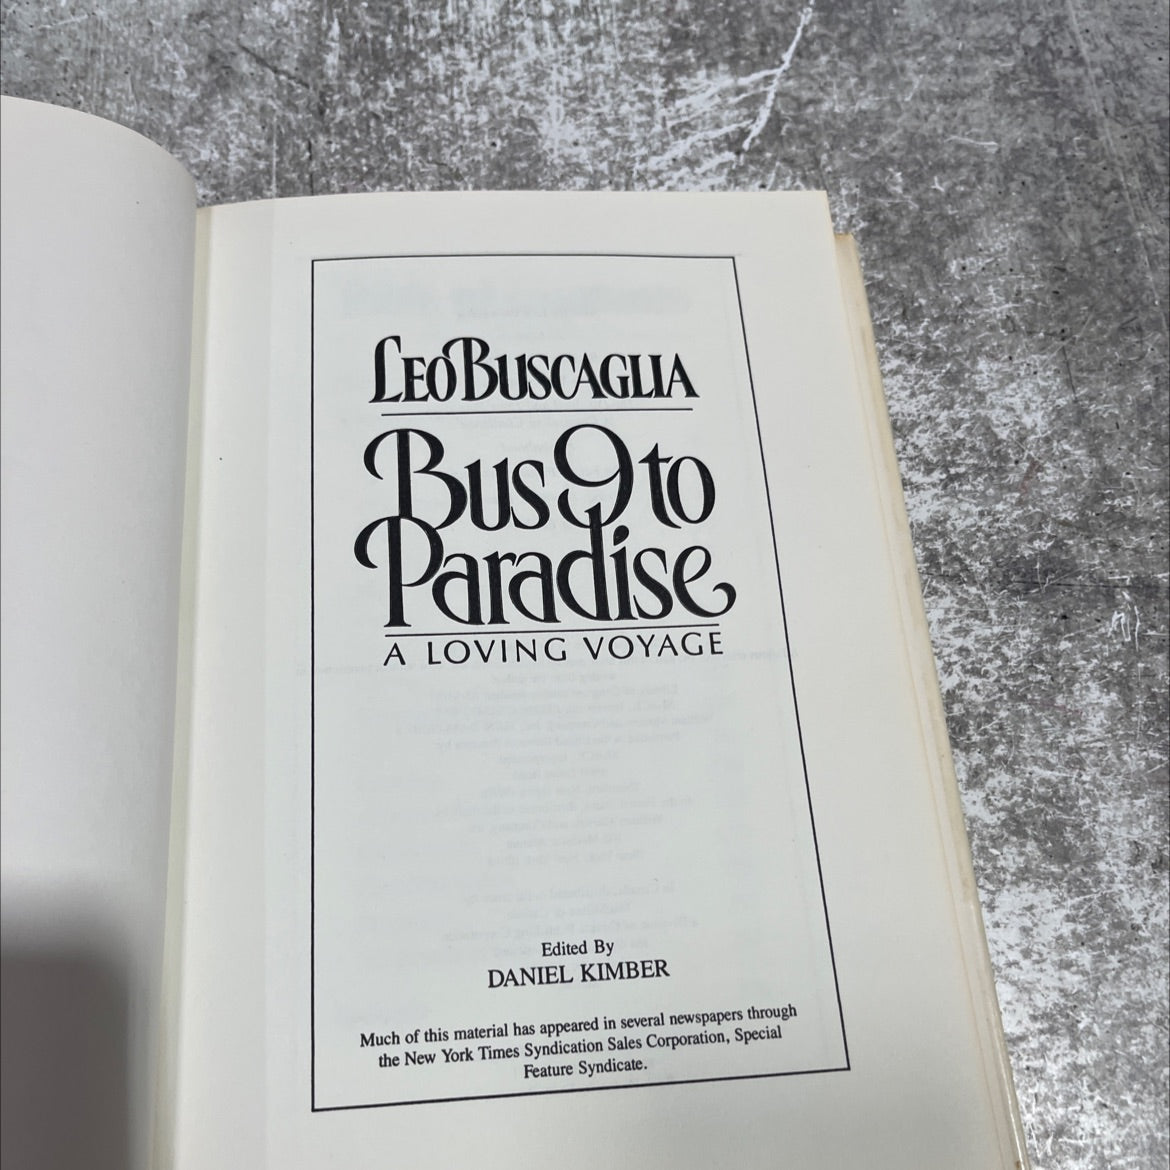 LEO BUSCAGLIA
Bus 9 to
Paradise
A LOVING VOYAGE
Edited By
DANIEL KIMBER
Much of this material has appeared in several newspapers through
the New York Times Syndication Sales Corporation, Special
Feature Syndicate.